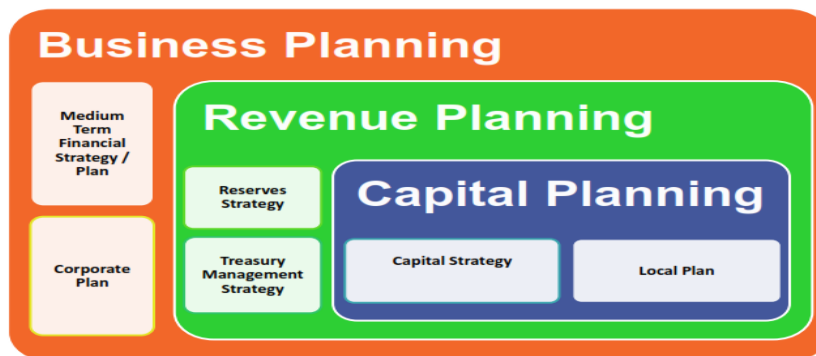 Business Planning
Medium
Term
Financial
Strategy /
Plan
Corporate
Plan
Revenue Planning
Reserves
Strategy
Treasury
Management
Strategy
Capital Planning
Capital Strategy
Local Plan